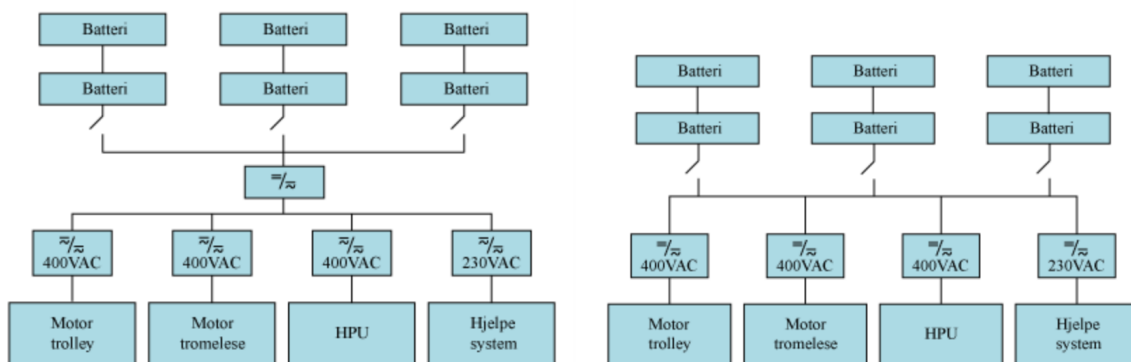 Batteri Batteri Batteri
Batteri Batteri Batteri
=/≂
≂/≂ 400VAC
≂/≂ 400VAC
≂/≂ 400VAC
≂/≂ 230VAC
Motor
trolley
Motor
tromelese
HPU
Hjelpe
system
Batteri Batteri Batteri
Batteri Batteri Batteri
=/≂ 400VAC
=/≂ 400VAC
=/≂ 400VAC
=/≂ 230VAC
Motor
trolley
Motor
tromelese
HPU
Hjelpe
system